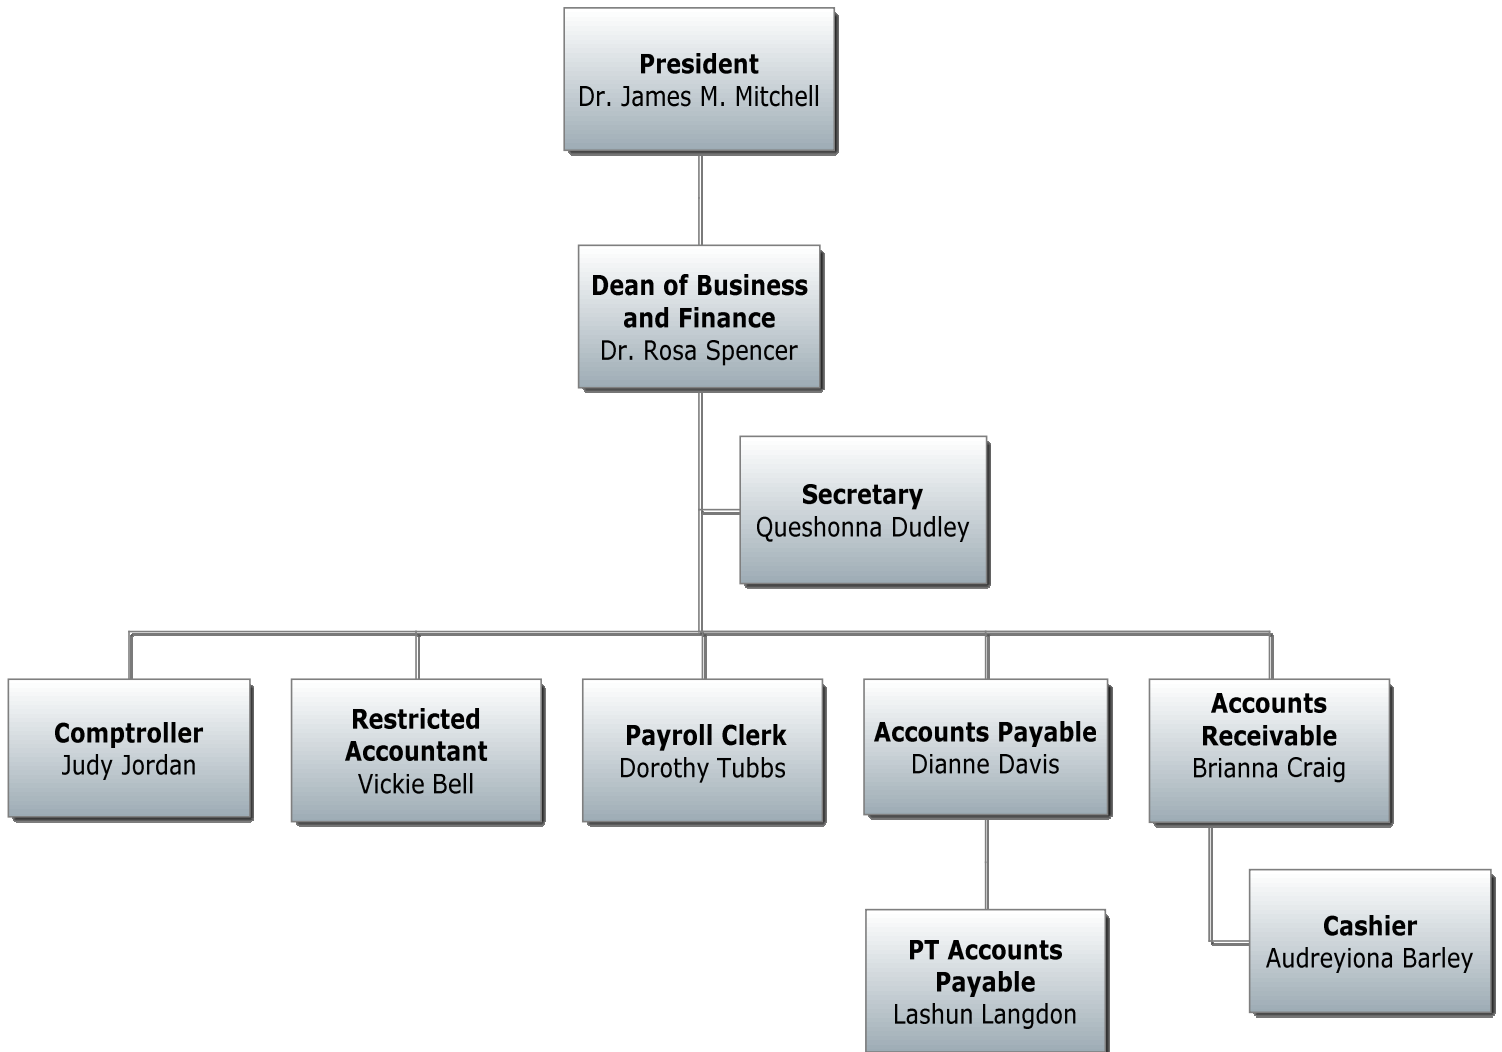 President
Dr. James M. Mitchell
Dean of Business
and Finance
Dr. Rosa Spencer
Secretary
Queshonna Dudley
Comptroller
Judy Jordan
Restricted
Accountant
Vickie Bell
Payroll Clerk
Dorothy Tubbs
Accounts Payable
Dianne Davis
Accounts
Receivable
Brianna Craig
PT Accounts
Payable
Lashun Langdon
Cashier
Audreyiona Barley